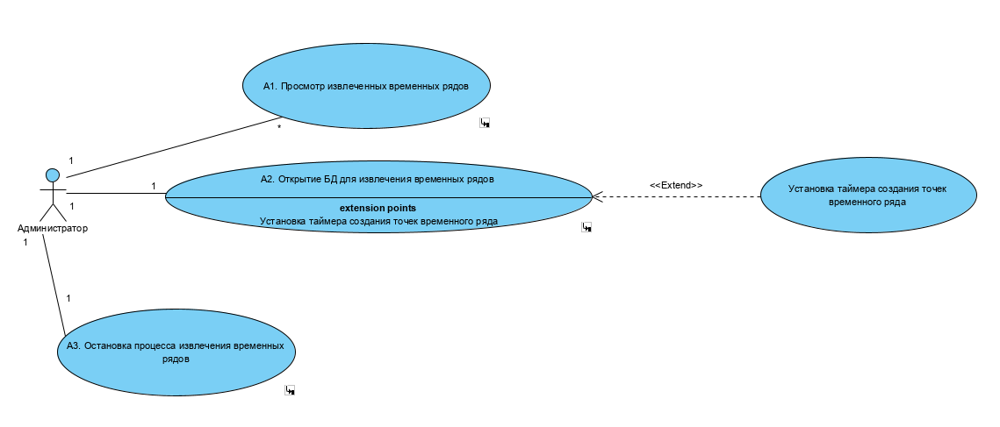 А1. Просмотр извлеченных временных рядов
*
1
А2. Открытие БД для извлечения временных рядов
1
extension points
Установка таймера создания точек временного ряда
<<Extend>>
Установка таймера создания точек
временного ряда
1
Администратор
1
1
А3. Остановка процесса извлечения временных
рядов